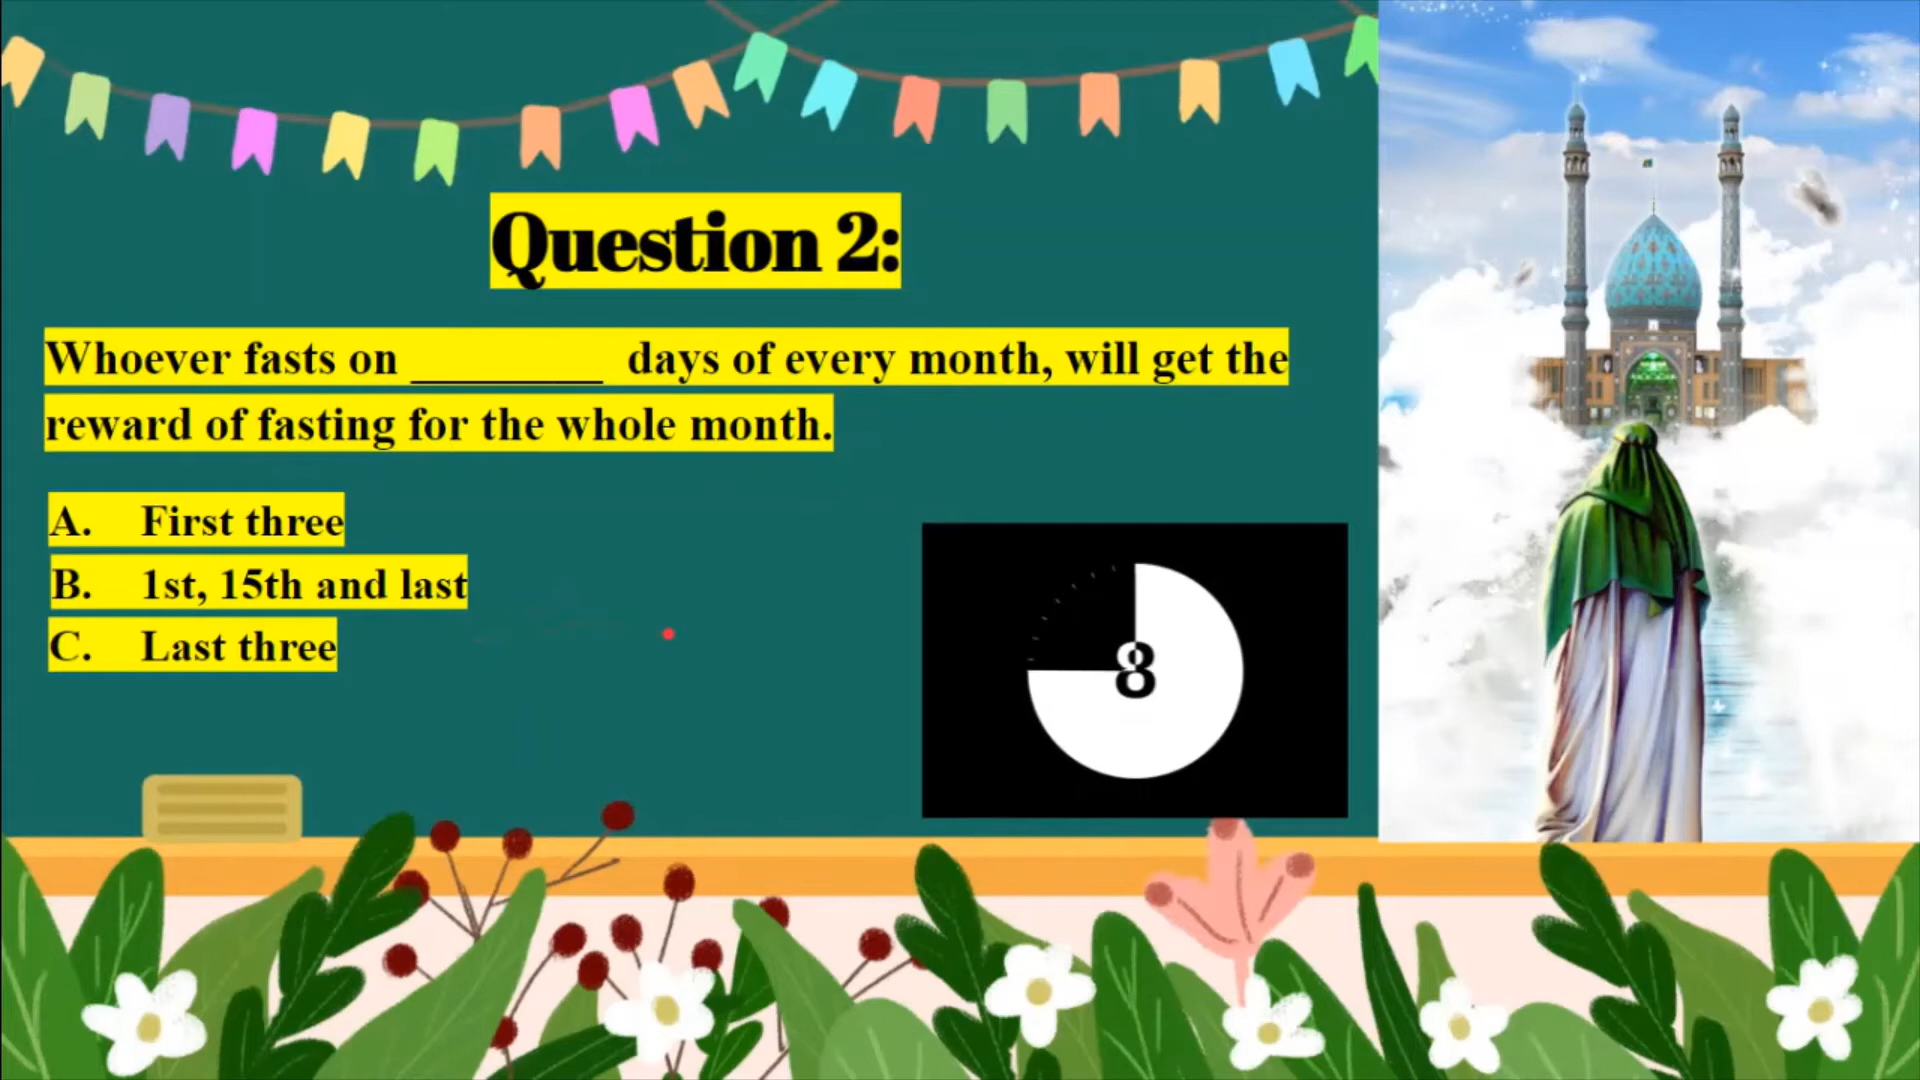 Question 2:
Whoever fasts on ________ days of every month, will get the
reward of fasting for the whole month.
A. First three
B. 1st, 15th and last
C. Last three
8